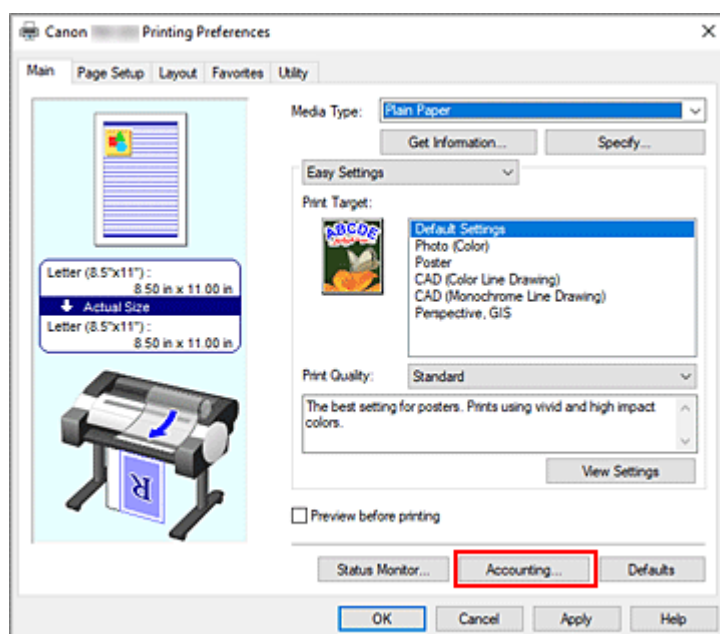 Canon Printing Preferences
Main Page Setup Layout Favorites Utility
Media Type: Plain Paper
Get Information... Specify...
Easy Settings
Print Target:
ABCDE
Default Settings
Photo (Color)
Poster
CAD (Color Line Drawing)
CAD (Monochrome Line Drawing)
Perspective, GIS
Letter (8.5"x11") :
8.50 in x 11.00 in
Actual Size
Letter (8.5"x11") :
8.50 in x 11.00 in
R
Print Quality: Standard
The best setting for posters. Prints using vivid and high impact
colors.
View Settings
Preview before printing
Status Monitor... Accounting... Defaults
OK Cancel Apply Help